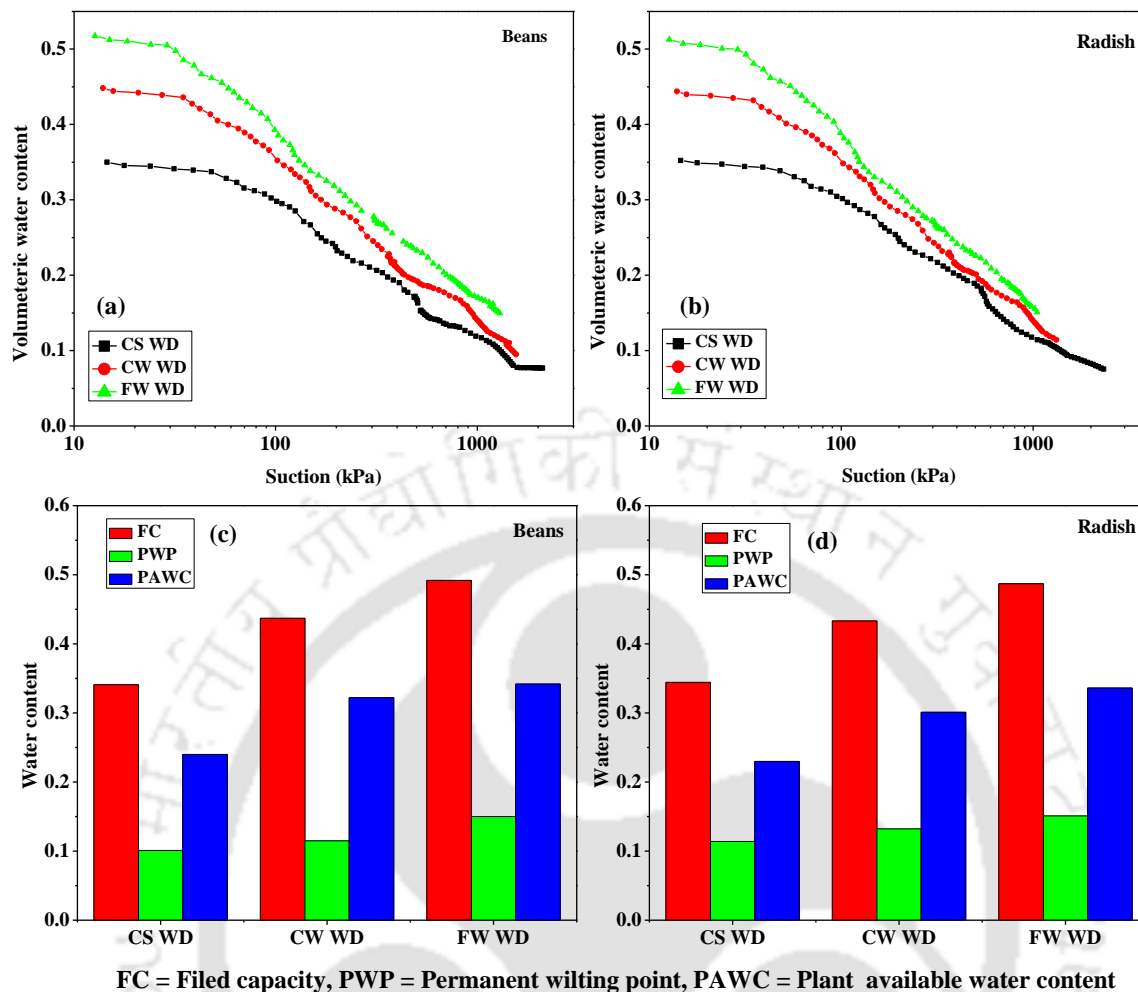 Beans
(a)
CS WD
CW WD
FW WD
Volumeteric water content
0.5
0.4
0.3
0.2
0.1
0.0
10
100
1000
Suction (kPa)
Radish
(b)
CS WD
CW WD
FW WD
Volumeteric water content
0.5
0.4
0.3
0.2
0.1
0.0
10
100
1000
Suction (kPa)
(c)
Beans
FC
PWP
PAWC
Water content
0.6
0.5
0.4
0.3
0.2
0.1
0.0
CS WD
CW WD
FW WD
(d)
Radish
FC
PWP
PAWC
Water content
0.6
0.5
0.4
0.3
0.2
0.1
0.0
CS WD
CW WD
FW WD
भारतीय प्रौद्योगिकी संस्थान
FC = Filed capacity, PWP = Permanent wilting point, PAWC = Plant available water content